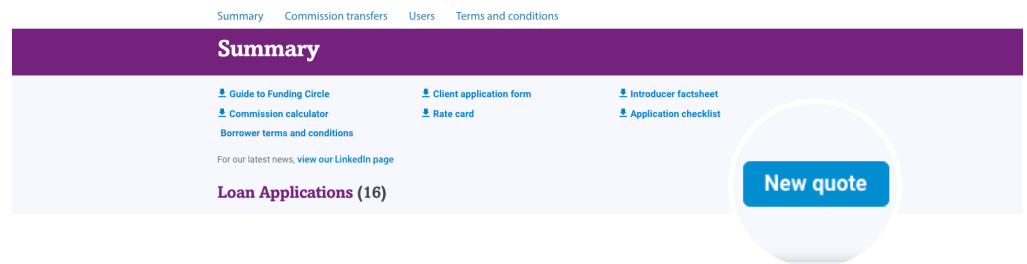 Summary Commission transfers Users Terms and conditions
Summary
Guide to Funding Circle Client application form Introducer factsheet
Commission calculator Rate card Application checklist
Borrower terms and conditions
For our latest news, view our LinkedIn page
Loan Applications (16)
New quote